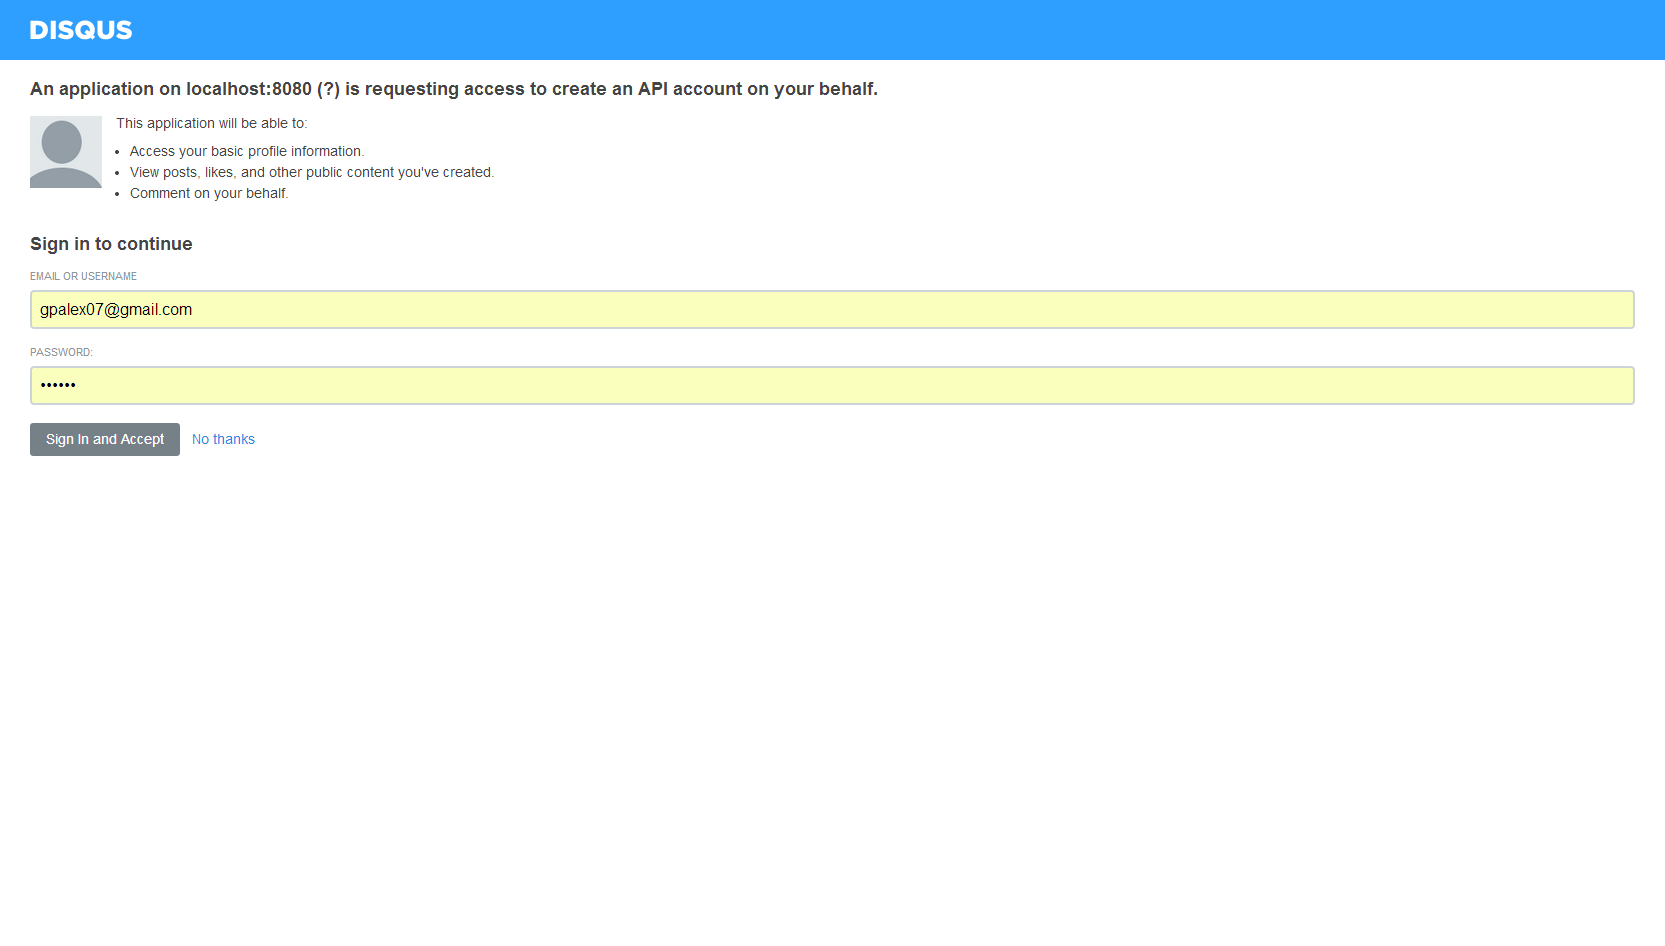 DISQUS
An application on localhost:8080 (?) is requesting access to create an API account on your behalf.
This application will be able to:
• Access your basic profile information.
• View posts, likes, and other public content you've created.
• Comment on your behalf.
Sign in to continue
EMAIL OR USERNAME
gpalex07@gmail.com
PASSWORD:
••••••
Sign In and Accept No thanks